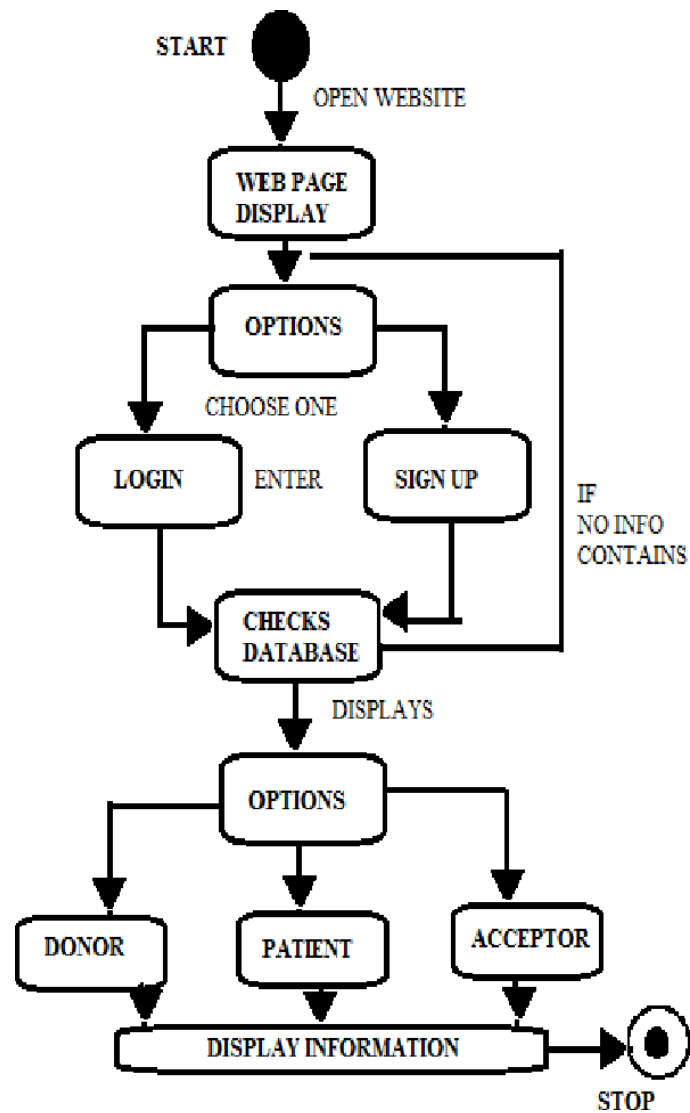 START
OPEN WEBSITE
WEB PAGE
DISPLAY
OPTIONS
CHOOSE ONE
LOGIN
ENTER
SIGN UP
IF
NO INFO
CONTAINS
CHECKS
DATABASE
DISPLAYS
OPTIONS
DONOR
PATIENT
ACCEPTOR
DISPLAY INFORMATION
STOP